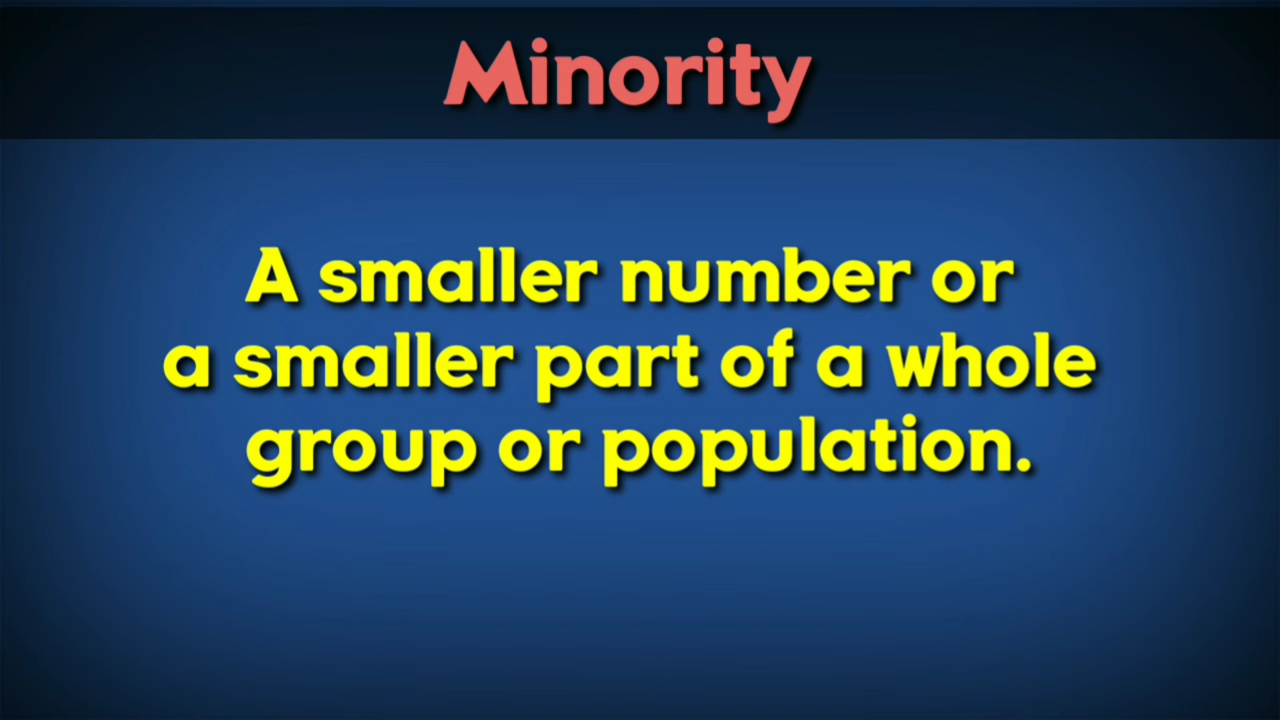 Minority
A smaller number or
a smaller part of a whole
group or population.